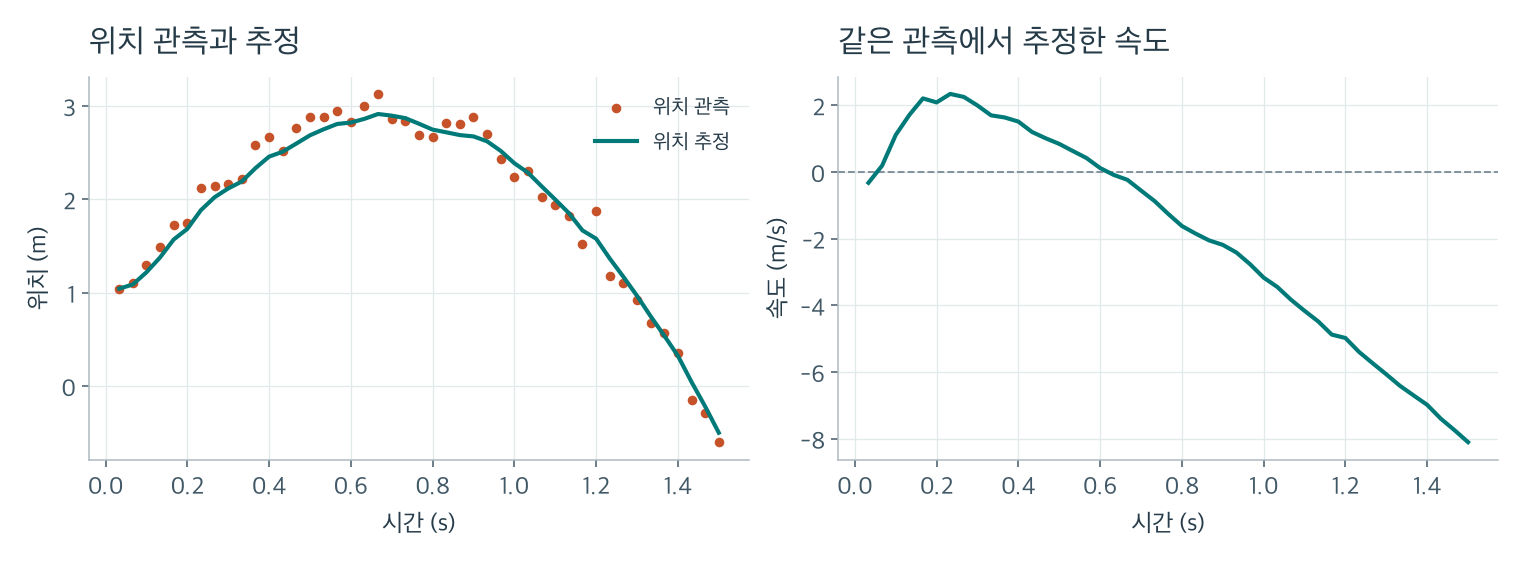 위치 관측과 추정
위치 (m)
3
2
1
0
위치 관측
위치 추정
0.0 0.2 0.4 0.6 0.8 1.0 1.2 1.4
시간 (s)
같은 관측에서 추정한 속도
속도 (m/s)
2
0
−2
−4
−6
−8
0.0 0.2 0.4 0.6 0.8 1.0 1.2 1.4
시간 (s)